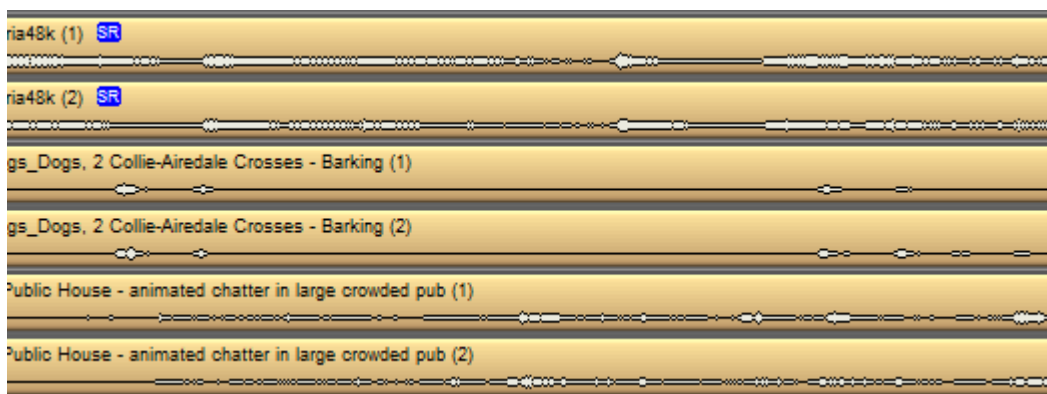 ria48k (1) SR
ria48k (2) SR
gs_Dogs, 2 Collie-Airedale Crosses - Barking (1)
gs_Dogs, 2 Collie-Airedale Crosses - Barking (2)
Public House - animated chatter in large crowded pub (1)
Public House - animated chatter in large crowded pub (2)